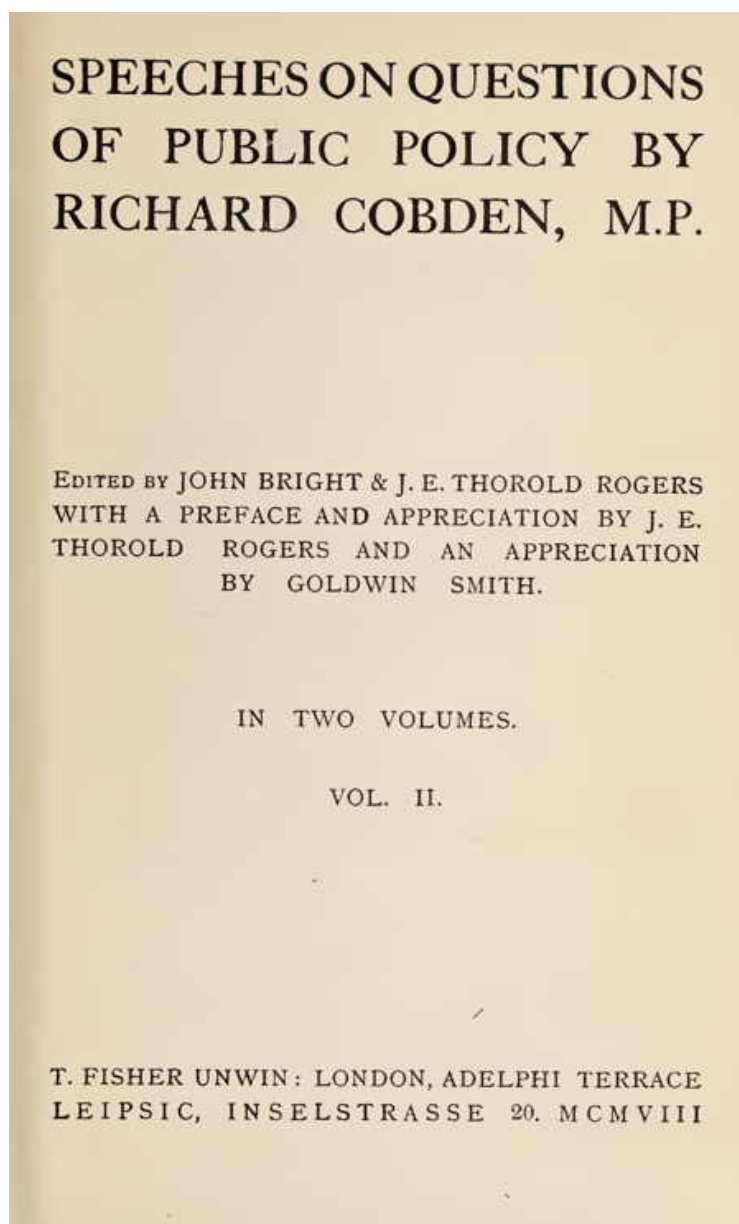 SPEECHES ON QUESTIONS
OF PUBLIC POLICY BY
RICHARD COBDEN, M.P.
EDITED BY JOHN BRIGHT & J. E. THOROLD ROGERS
WITH A PREFACE AND APPRECIATION BY J. E.
THOROLD ROGERS AND AN APPRECIATION
BY GOLDWIN SMITH.
IN TWO VOLUMES.
VOL. II.
T. FISHER UNWIN: LONDON, ADELPHI TERRACE
LEIPSIC, INSELSTRASSE 20. MCMVIII